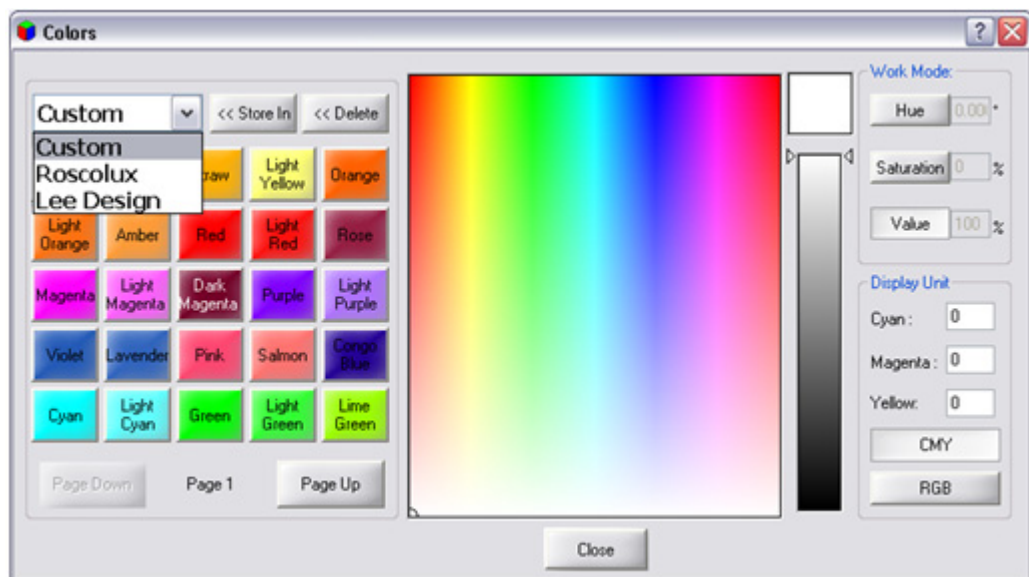 Colors
Custom
<< Store In
<< Delete
Custom
Roscolux
Lee Design
Light Yellow
Orange
Light Orange
Amber
Red
Light Red
Rose
Magenta
Light Magenta
Dark Magenta
Purple
Light Purple
Violet
Lavender
Pink
Salmon
Congo Blue
Cyan
Light Cyan
Green
Light Green
Lime Green
Page Down
Page 1
Page Up
Work Mode:
Hue
Saturation 0 %
Value 100 %
Display Unit
Cyan : 0
Magenta : 0
Yellow: 0
CMY
RGB
Close